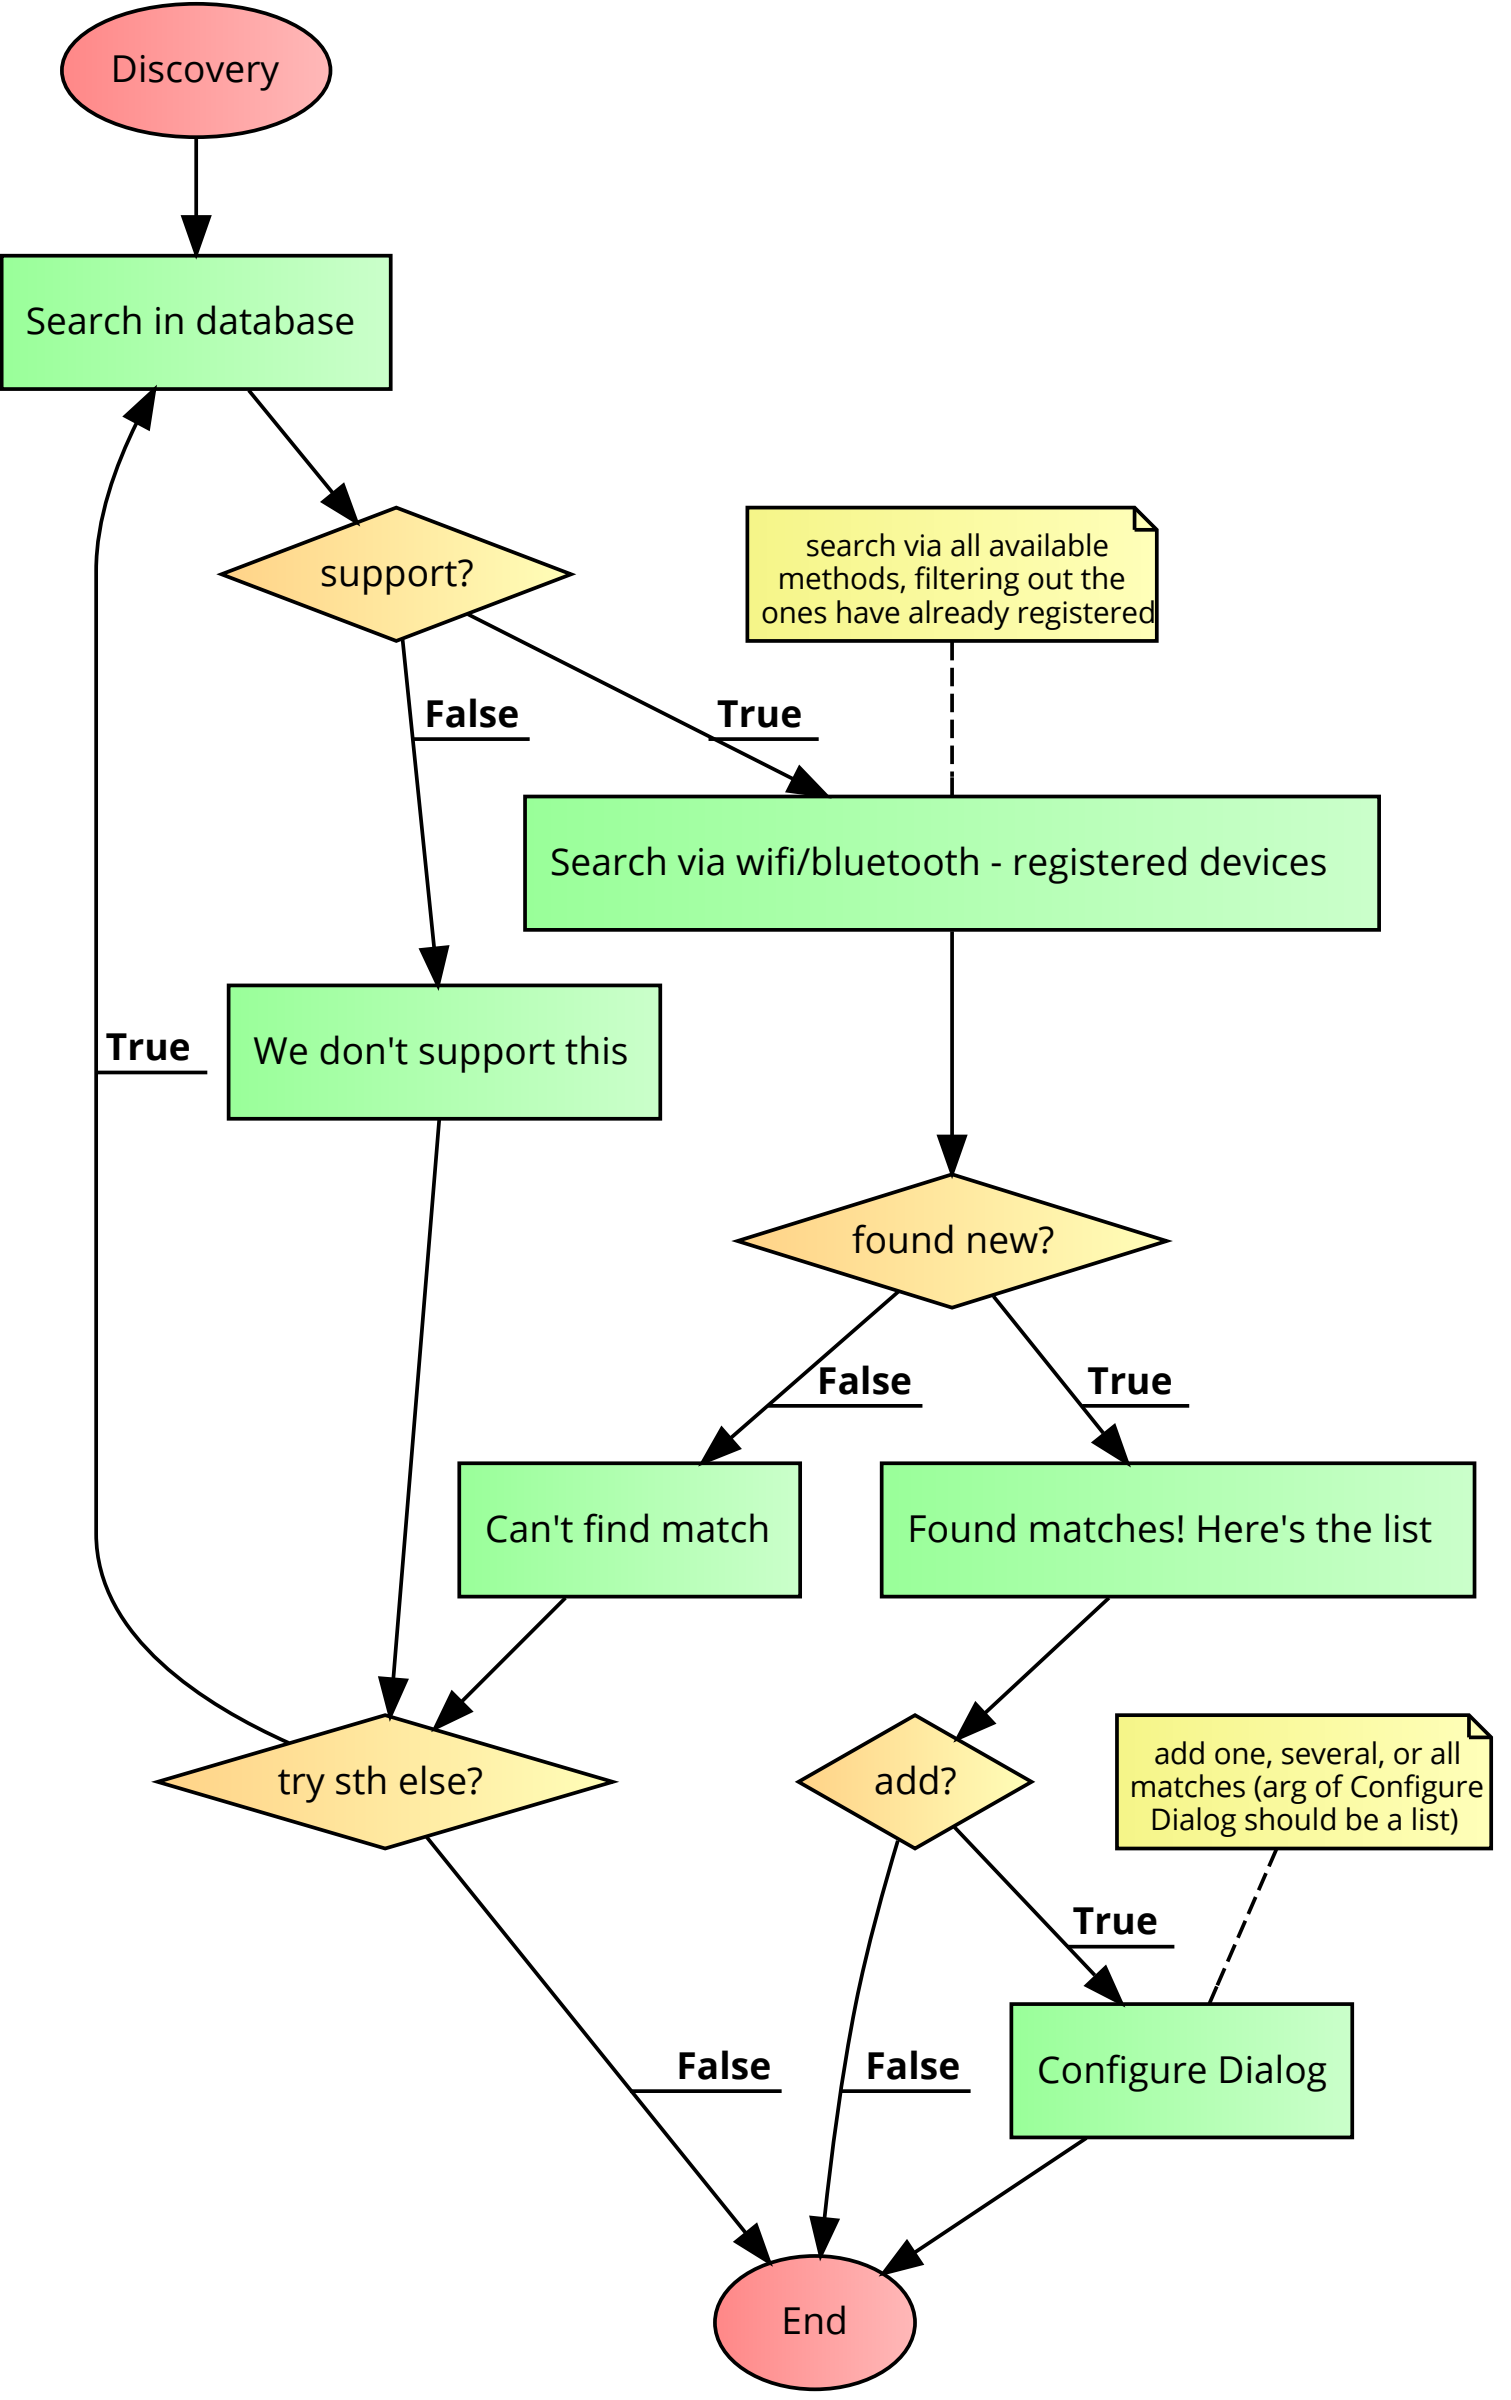 Discovery
Search in database
support?
search via all available
methods, filtering out the
ones have already registered
False
True
Search via wifi/bluetooth - registered devices
We don't support this
True
found new?
False
True
Can't find match
Found matches! Here's the list
try sth else?
add?
add one, several, or all
matches (arg of Configure
Dialog should be a list)
True
False
False
Configure Dialog
End